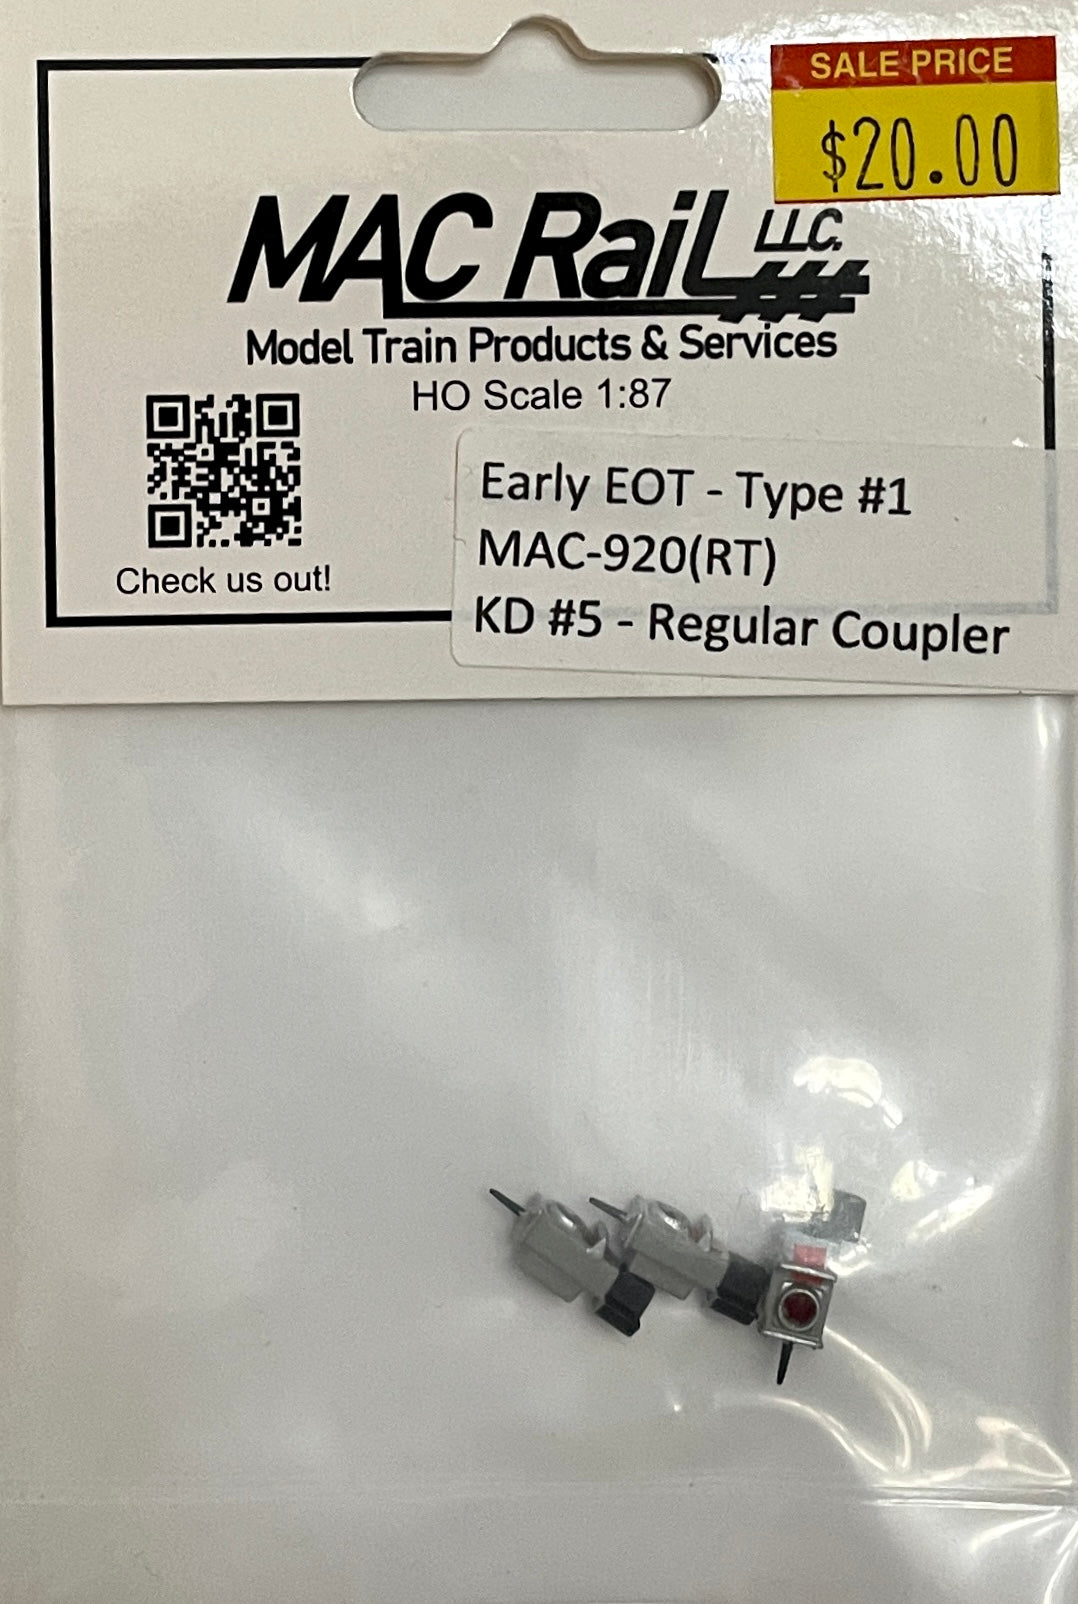 SALE PRICE
$20.00
MAC RaiL LLC.
Model Train Products & Services
HO Scale 1:87
Early EOT - Type #1
MAC-920(RT)
KD #5 - Regular Coupler
Check us out!